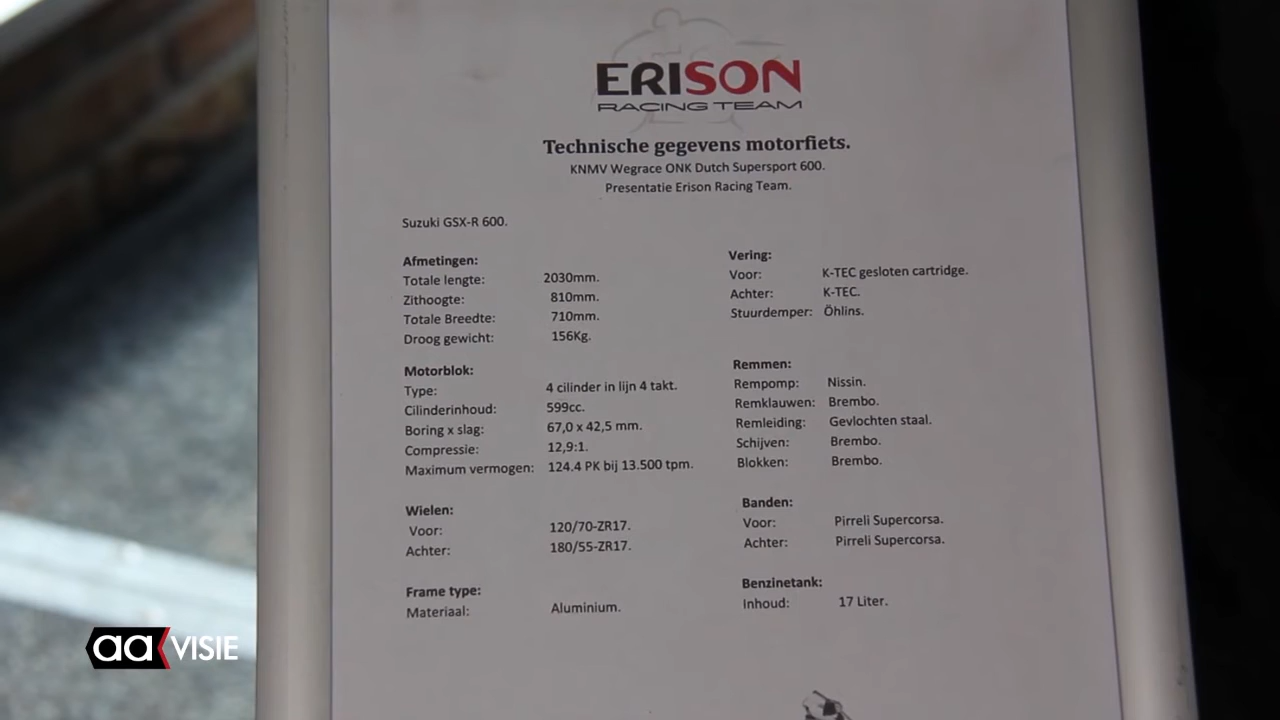 ERISON
RACING TEAM
Technische gegevens motorfiets.
KNMV Wegrace ONK Dutch Supersport 600.
Presentatie Erison Racing Team.
Suzuki GSX-R 600.
Afmetingen:
Totale lengte: 2030mm.
Zithoogte: 810mm.
Totale Breedte: 710mm.
Droog gewicht: 156Kg.
Motorblok:
Type: 4 cilinder in lijn 4 takt.
Cilinderinhoud: 599cc.
Boring x slag: 67,0 x 42,5 mm.
Compressie: 12,9:1.
Maximum vermogen: 124.4 PK bij 13.500 tpm.
Wielen:
Voor: 120/70-ZR17.
Achter: 180/55-ZR17.
Frame type:
Materiaal: Aluminium.
Vering:
Voor: K-TEC gesloten cartridge.
Achter: K-TEC.
Stuurdemper: Öhlins.
Remmen:
Rempomp: Nissin.
Remklauwen: Brembo.
Remleiding: Gevlochten staal.
Schijven: Brembo.
Blokken: Brembo.
Banden:
Voor: Pirreli Supercorsa.
Achter: Pirreli Supercorsa.
Benzinetank:
Inhoud: 17 Liter.
aa VISIE